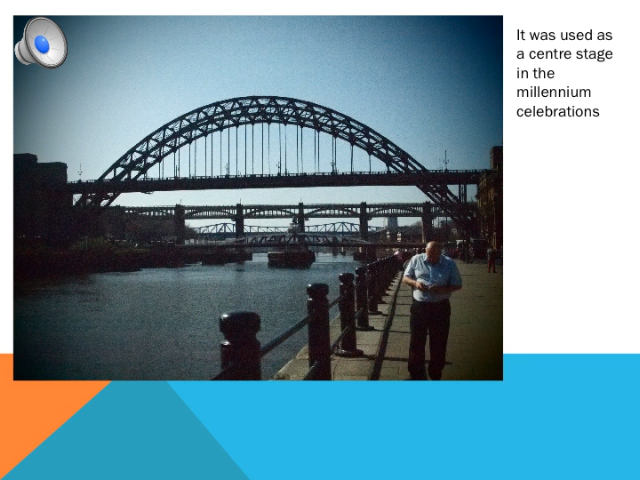 It was used as
a centre stage
in the
millennium
celebrations